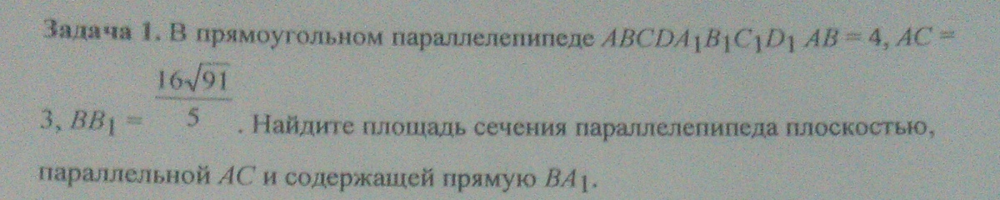 Задача 1. В прямоугольном параллелепипеде ABCDA₁B₁C₁D₁ AB = 4, AC =
3, BB₁ = 16√91/5 . Найдите площадь сечения параллелепипеда плоскостью,
параллельной AC и содержащей прямую BA₁.